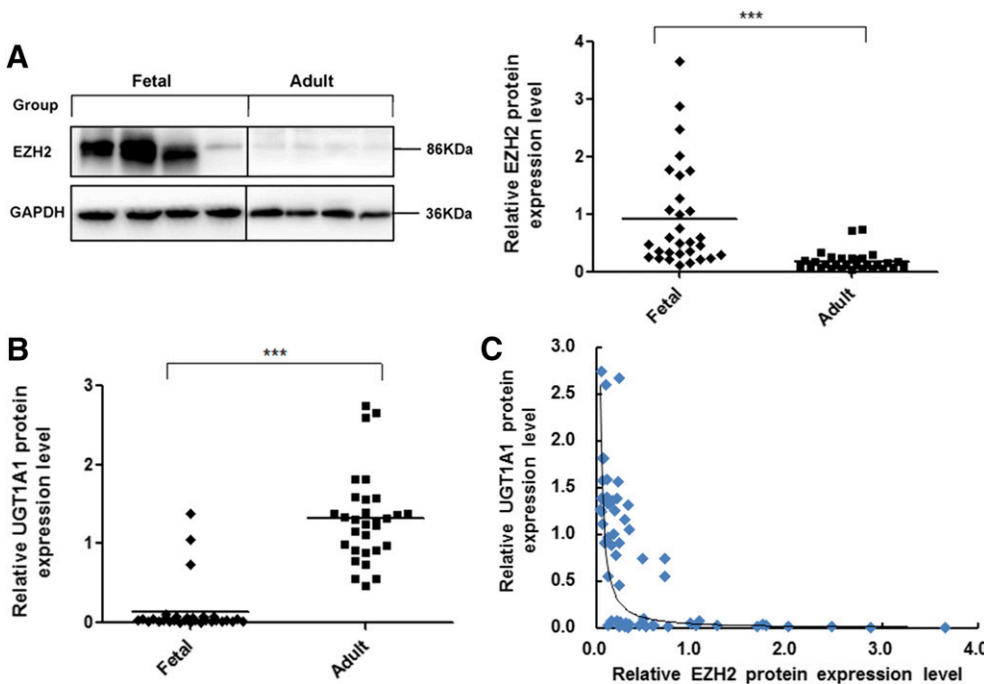 A
Fetal Adult
Group
EZH2
86KDa
GAPDH
36KDa
***
Relative EZH2 protein
expression level
4
3
2
1
0
Fetal
Adult
B
***
Relative UGT1A1 protein
expression level
3
2
1
0
Fetal
Adult
C
Relative UGT1A1 protein
expression level
3.0
2.5
2.0
1.5
1.0
0.5
0.0
0.0 1.0 2.0 3.0 4.0
Relative EZH2 protein expression level